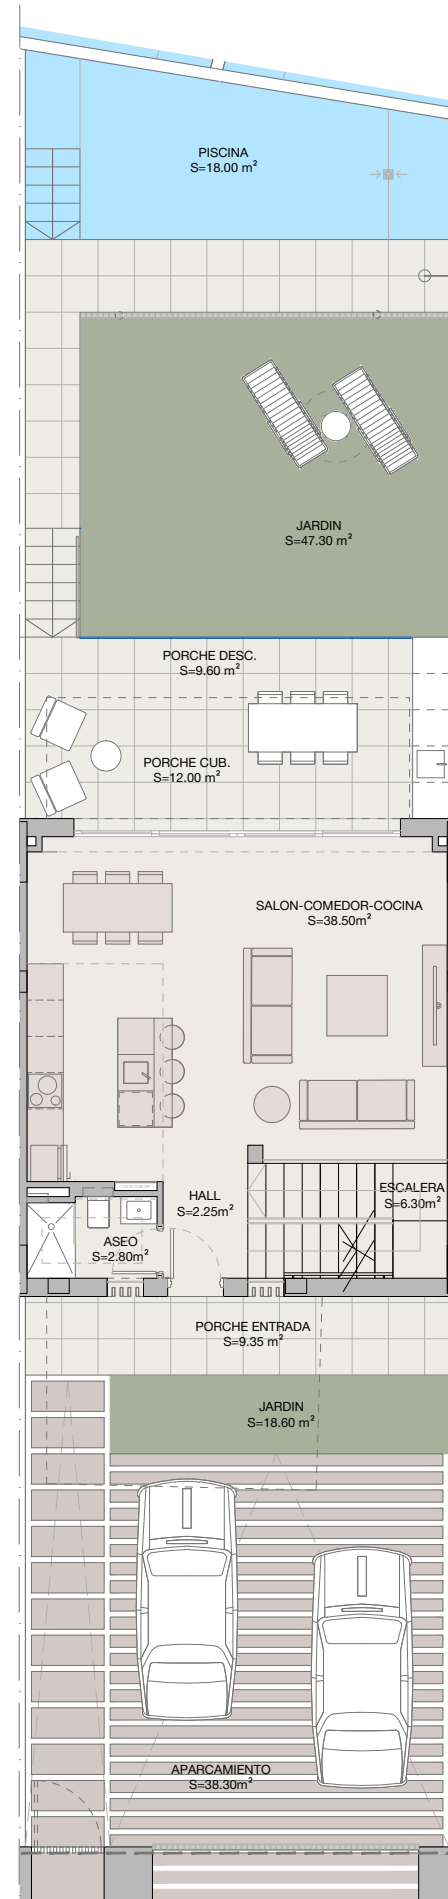 PISCINA
S=18.00 m²
JARDIN
S=47.30 m²
PORCHE DESC.
S=9.60 m²
PORCHE CUB.
S=12.00 m²
SALON-COMEDOR-COCINA
S=38.50m²
HALL
S=2.25m²
ESCALERA
S=6.30m²
ASEO
S=2.80m²
PORCHE ENTRADA
S=9.35 m²
JARDIN
S=18.60 m²
APARCAMIENTO
S=38.30m²